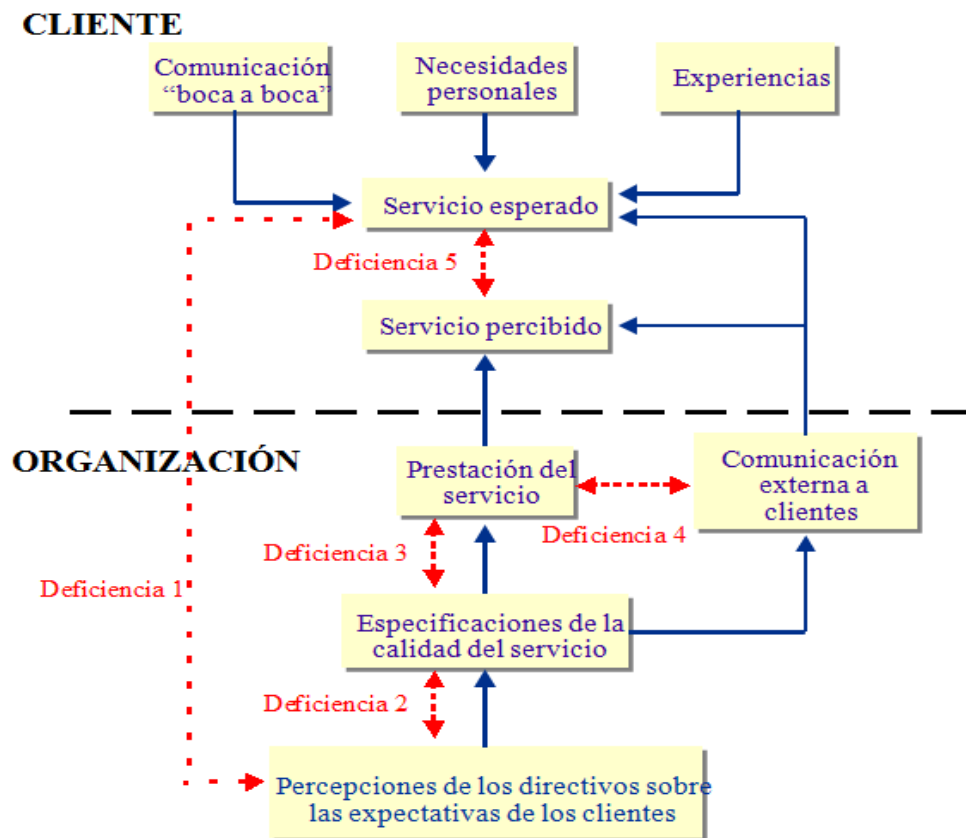 CLIENTE
Comunicación
“boca a boca”
Necesidades
personales
Experiencias
Servicio esperado
Deficiencia 5
Servicio percibido
ORGANIZACIÓN
Prestación del
servicio
Comunicación
externa a
clientes
Deficiencia 4
Deficiencia 3
Deficiencia 1
Especificaciones de la
calidad del servicio
Deficiencia 2
Percepciones de los directivos sobre
las expectativas de los clientes